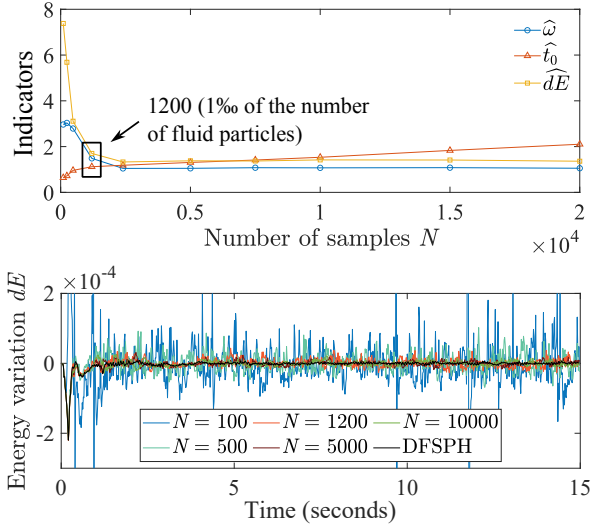 8
6
4
2
0
Indicators
ω̂
t̂₀
d̂E
1200 (1‰ of the number
of fluid particles)
0 0.5 1 1.5 2
Number of samples N
×10⁴
×10⁻⁴
2
0
-2
Energy variation dE
N = 100 N = 1200 N = 10000
N = 500 N = 5000 DFSPH
0 5 10 15
Time (seconds)